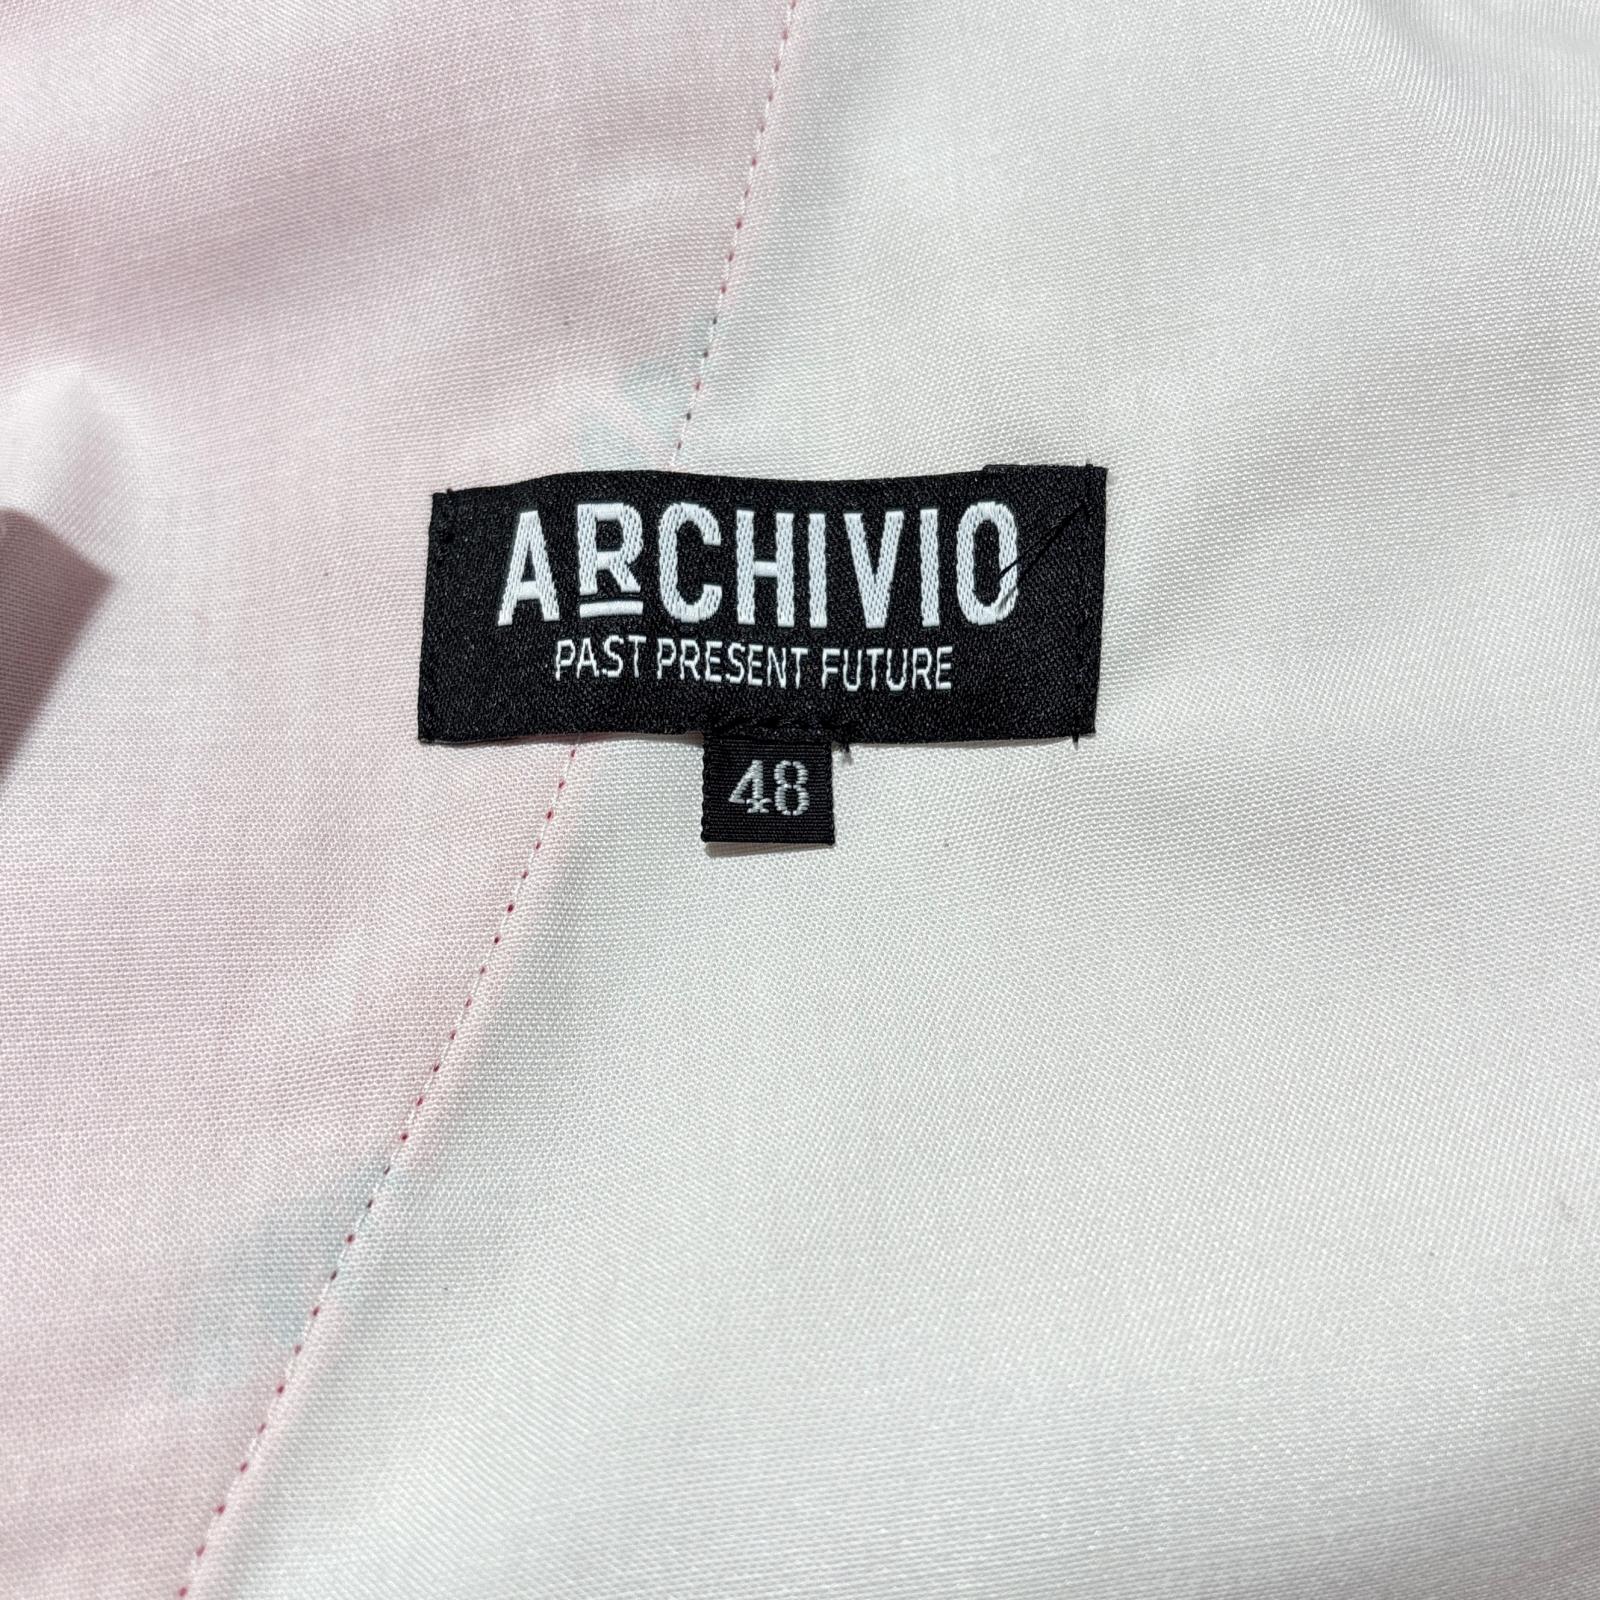 ARCHIVIO
PAST PRESENT FUTURE
48